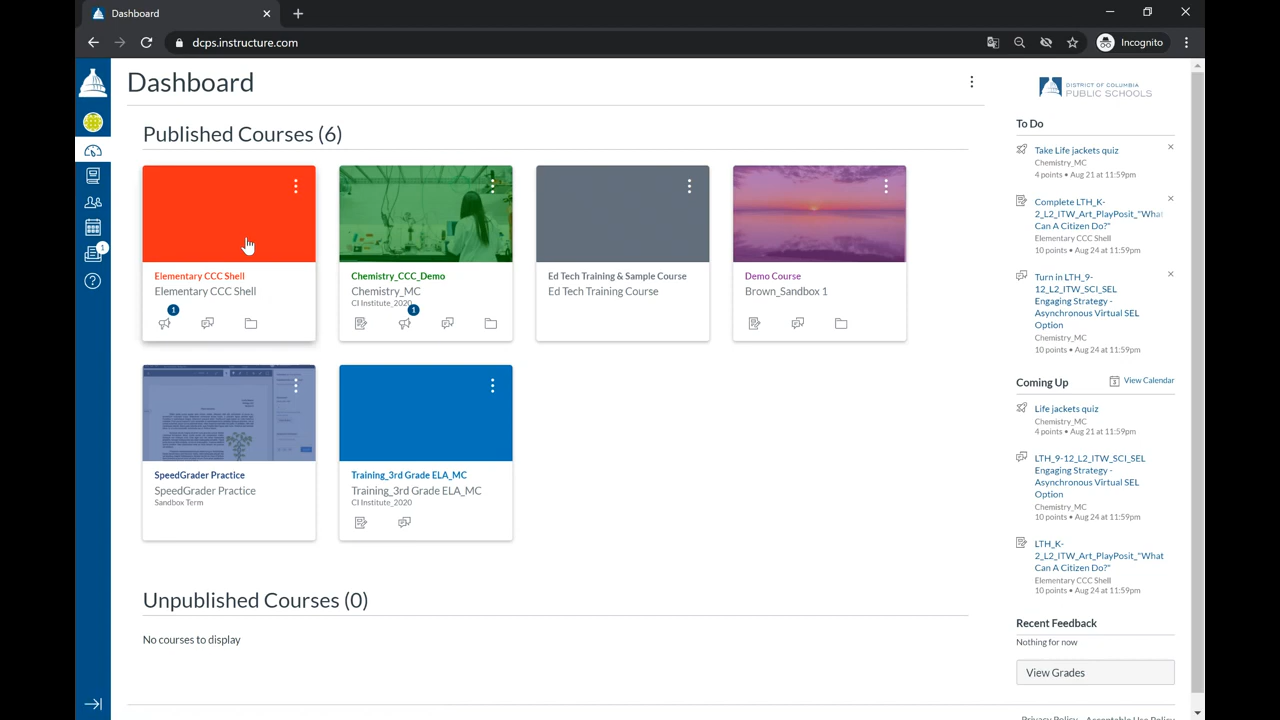 Dashboard
dcps.instructure.com
Incognito
Dashboard
Published Courses (6)
Elementary CCC Shell
Elementary CCC Shell
1
Chemistry_CCC_Demo
Chemistry_MC
CI Institute_2020
1
Ed Tech Training & Sample Course
Ed Tech Training Course
Demo Course
Brown_Sandbox 1
SpeedGrader Practice
SpeedGrader Practice
Sandbox Term
Training_3rd Grade ELA_MC
Training_3rd Grade ELA_MC
CI Institute_2020
Unpublished Courses (0)
No courses to display
1
DISTRICT OF COLUMBIA
PUBLIC SCHOOLS
To Do
Take Life jackets quiz
Chemistry_MC
4 points • Aug 21 at 11:59pm
Complete LTH_K-
2_L2_ITW_Art_PlayPosit_"What
Can A Citizen Do?"
Elementary CCC Shell
10 points • Aug 24 at 11:59pm
Turn in LTH_9-
12_L2_ITW_SCI_SEL
Engaging Strategy -
Asynchronous Virtual SEL
Option
Chemistry_MC
10 points • Aug 24 at 11:59pm
Coming Up
View Calendar
Life jackets quiz
Chemistry_MC
4 points • Aug 21 at 11:59pm
LTH_9-12_L2_ITW_SCI_SEL
Engaging Strategy -
Asynchronous Virtual SEL
Option
Chemistry_MC
10 points • Aug 24 at 11:59pm
LTH_K-
2_L2_ITW_Art_PlayPosit_"What
Can A Citizen Do?"
Elementary CCC Shell
10 points • Aug 24 at 11:59pm
Recent Feedback
Nothing for now
View Grades
Privacy Policy Acceptable Use Policy